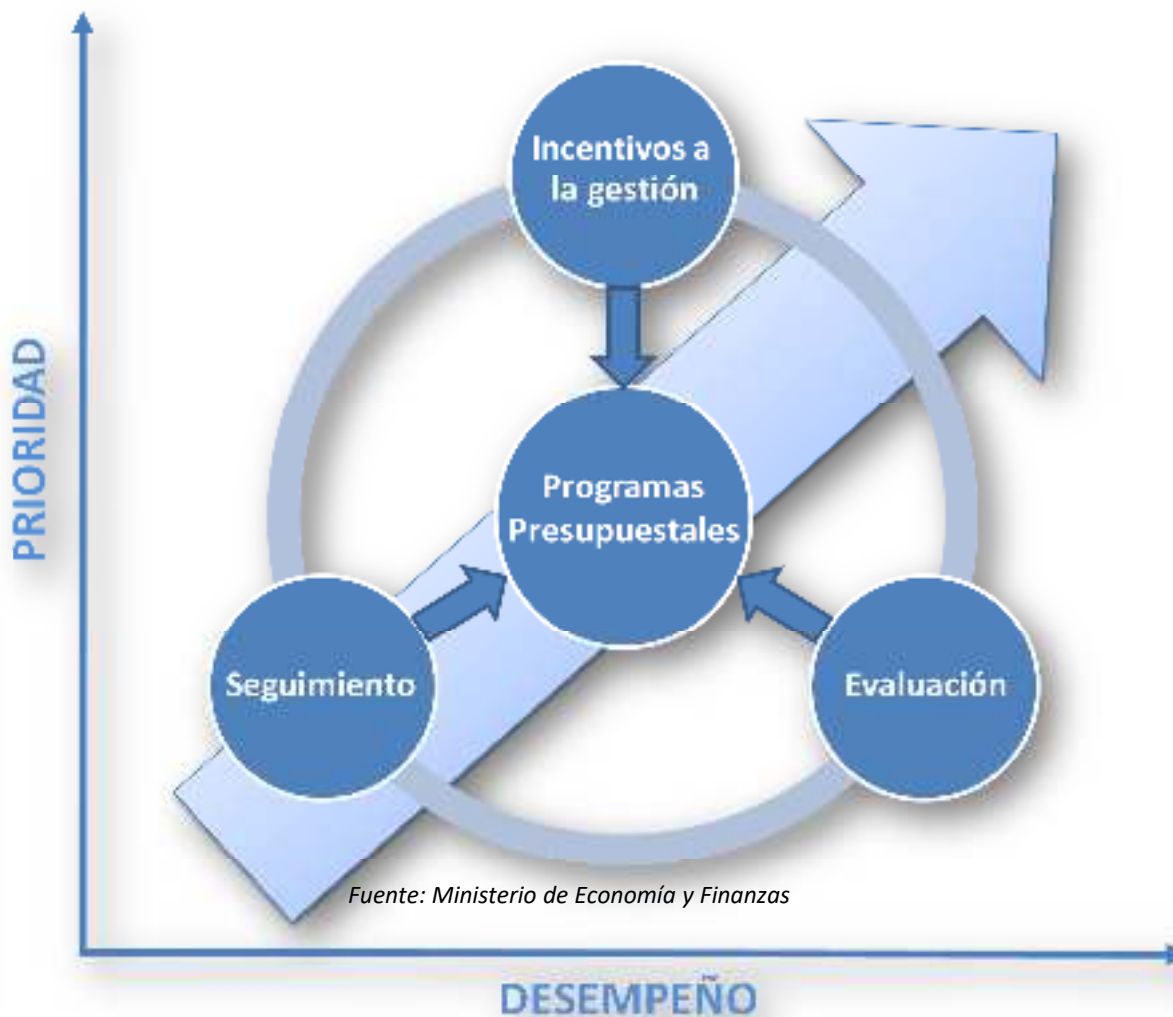 Incentivos a
la gestión
PRIORIDAD
Programas
Presupuestales
Seguimiento
Evaluación
Fuente: Ministerio de Economía y Finanzas
DESEMPEÑO